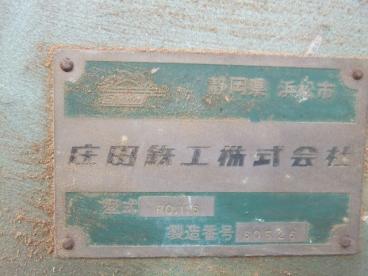 静岡県 浜松市
庄田鉄工株式会社
型式
製造番号 60526